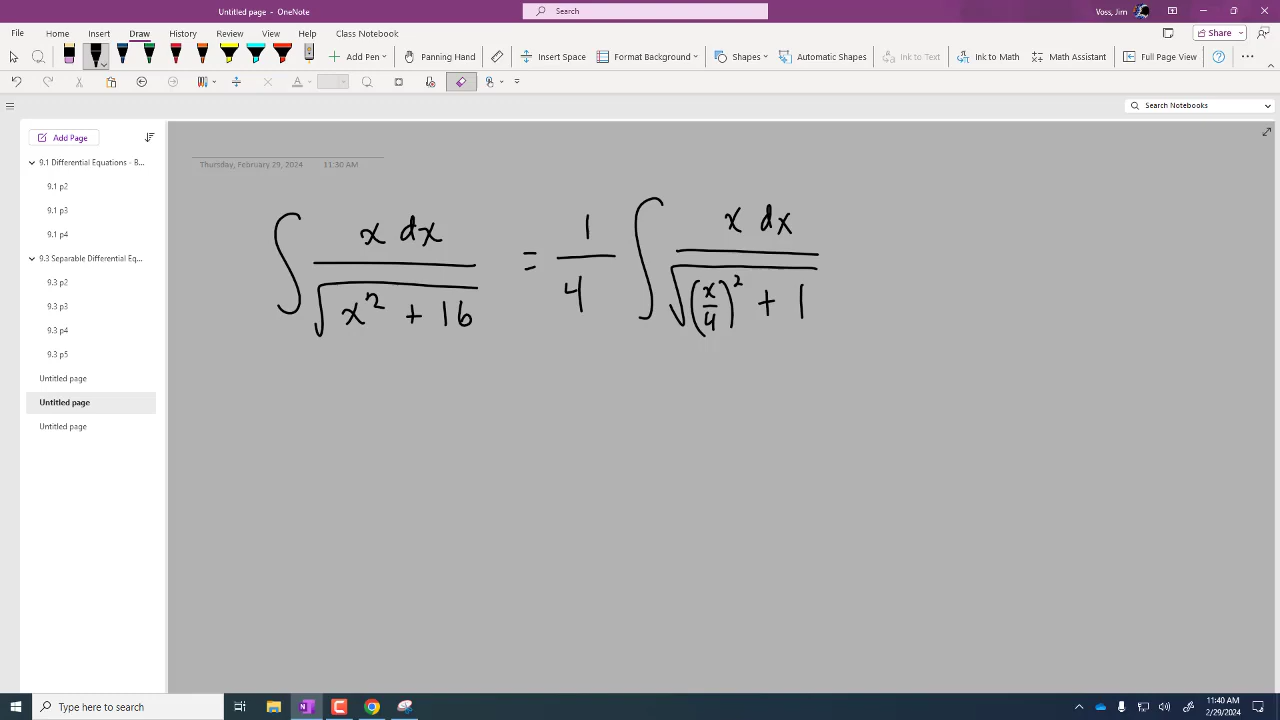 Untitled page - OneNote
Search
Voss, Jim
File Home Insert Draw History Review View Help Class Notebook
Share
Add Pen Panning Hand Insert Space Format Background Shapes Automatic Shapes Ink to Text Ink to Math Math Assistant Full Page View
A
Search Notebooks
Add Page
9.1 Differential Equations - B...
9.1 p2
9.1 p3
9.1 p4
9.3 Separable Differential Eq...
9.3 p2
9.3 p3
9.3 p4
9.3 p5
Untitled page
Untitled page
Untitled page
Thursday, February 29, 2024 11:30 AM
∫ x dx / √(x² + 16) = 1/4 ∫ x dx / √((x/4)² + 1)
Type here to search
11:40 AM
2/29/2024